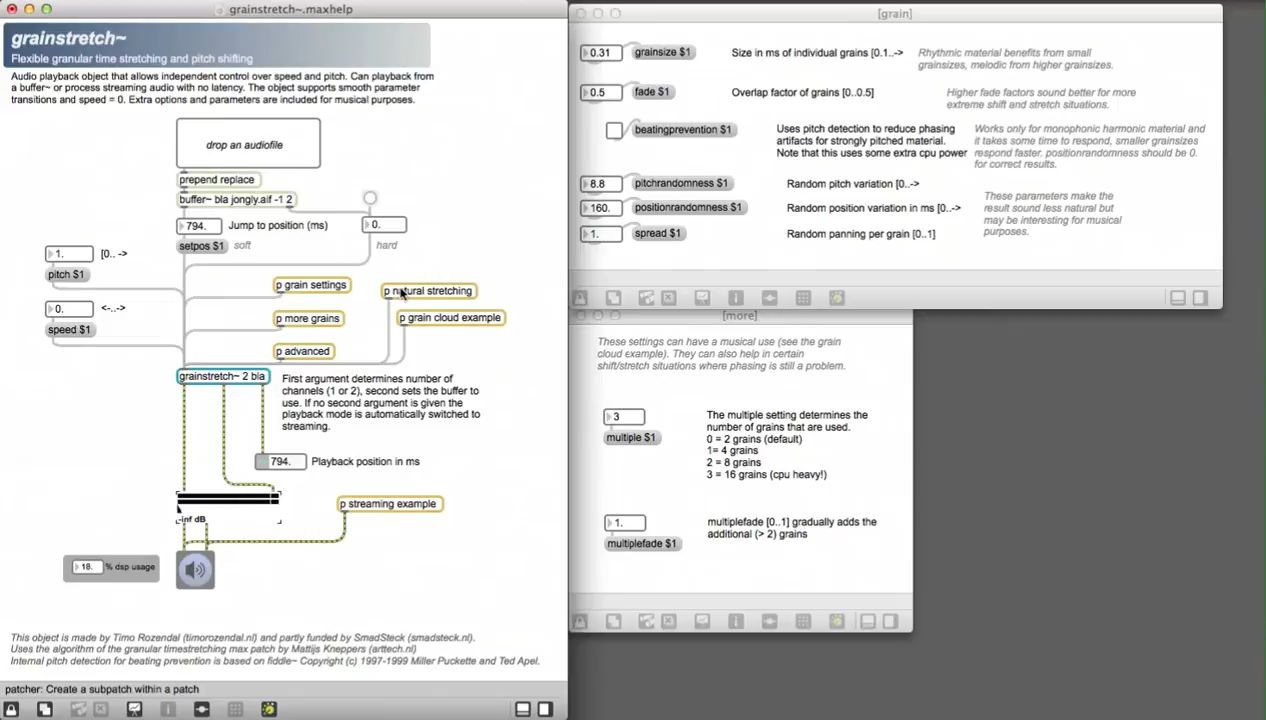 grainstretch~.maxhelp
grainstretch~
Flexible granular time stretching and pitch shifting
Audio playback object that allows independent control over speed and pitch. Can playback from
a buffer~ or process streaming audio with no latency. The object supports smooth parameter
transitions and speed = 0. Extra options and parameters are included for musical purposes.
drop an audiofile
prepend replace
buffer~ bla jongly.aif -1 2
794.
Jump to position (ms)
0.
setpos $1
soft
hard
1.
[0.. ->
pitch $1
0.
<-..->
speed $1
p grain settings
p natural stretching
p more grains
p grain cloud example
p advanced
grainstretch~ 2 bla
First argument determines number of
channels (1 or 2), second sets the buffer to
use. If no second argument is given the
playback mode is automatically switched to
streaming.
794.
Playback position in ms
-inf dB
p streaming example
18.
% dsp usage
This object is made by Timo Rozendal (timorozendal.nl) and partly funded by SmadSteck (smadsteck.nl).
Uses the algorithm of the granular timestretching max patch by Mattijs Kneppers (arttech.nl)
Internal pitch detection for beating prevention is based on fiddle~ Copyright (c) 1997-1999 Miller Puckette and Ted Apel.
patcher: Create a subpatch within a patch
[grain]
0.31
grainsize $1
Size in ms of individual grains [0.1..->
Rhythmic material benefits from small
grainsizes, melodic from higher grainsizes.
0.5
fade $1
Overlap factor of grains [0..0.5]
Higher fade factors sound better for more
extreme shift and stretch situations.
beatingprevention $1
Uses pitch detection to reduce phasing
artifacts for strongly pitched material.
Note that this uses some extra cpu power
Works only for monophonic harmonic material and
it takes some time to respond, smaller grainsizes
respond faster. positionrandomness should be 0.
for correct results.
8.8
pitchrandomness $1
Random pitch variation [0..->
160.
positionrandomness $1
Random position variation in ms [0..->
1.
spread $1
Random panning per grain [0..1]
These parameters make the
result sound less natural but
may be interesting for musical
purposes.
[more]
These settings can have a musical use (see the grain
cloud example). They can also help in certain
shift/stretch situations where phasing is still a problem.
3
multiple $1
The multiple setting determines the
number of grains that are used.
0 = 2 grains (default)
1= 4 grains
2 = 8 grains
3 = 16 grains (cpu heavy!)
1.
multiplefade $1
multiplefade [0..1] gradually adds the
additional (> 2) grains